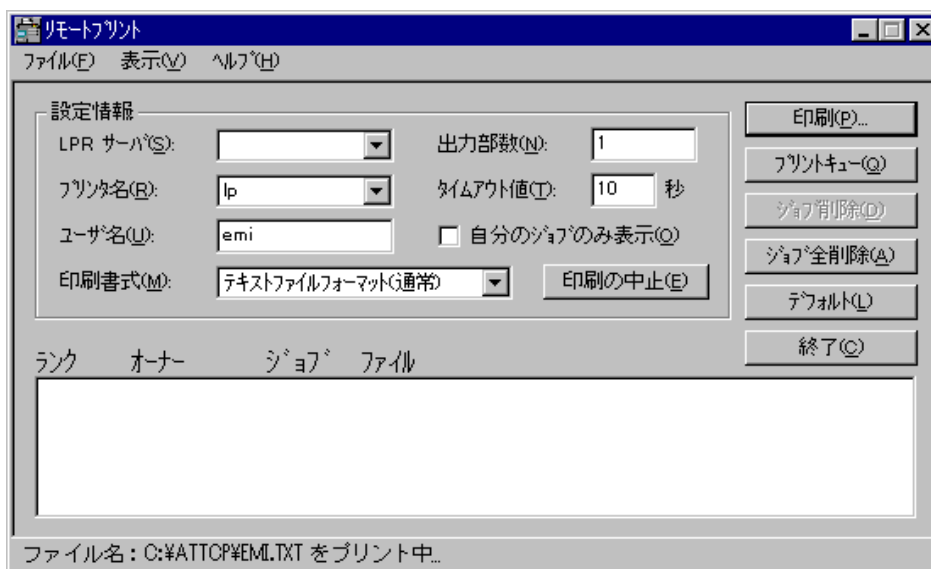 リモートプリント
ファイル(F) 表示(V) ヘルプ(H)
設定情報
LPR サーバ(S):
出力部数(N): 1
プリンタ名(R): lp
タイムアウト値(T): 10 秒
ユーザ名(U): emi
自分のジョブのみ表示(O)
印刷書式(M): テキストファイルフォーマット(通常)
印刷の中止(E)
印刷(P)...
プリントキュー(Q)
ジョブ削除(D)
ジョブ全削除(A)
デフォルト(L)
終了(C)
ランク オーナー ジョブ ファイル
ファイル名 : C:¥ATTCP¥EMI.TXT をプリント中...